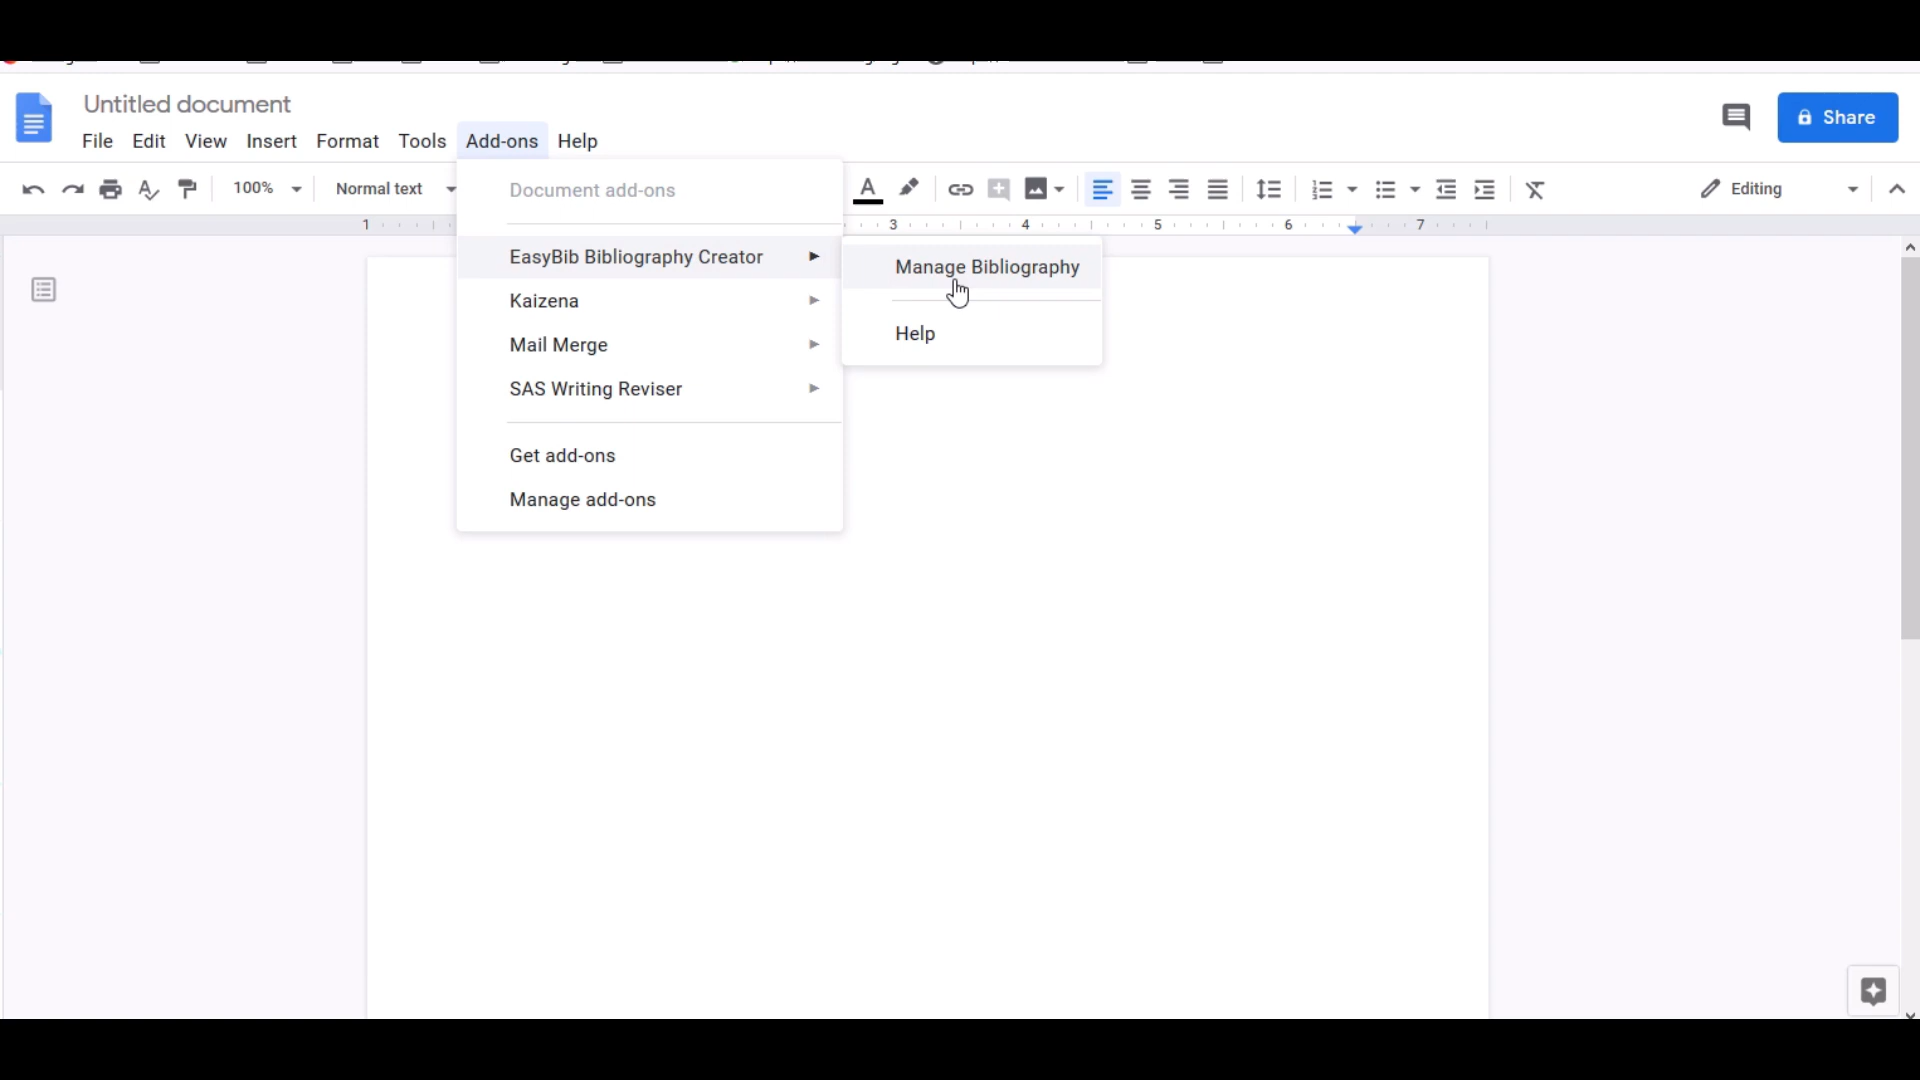 Untitled document
File Edit View Insert Format Tools Add-ons Help
Share
100% Normal text
Editing
1 3 4 5 6 7
Document add-ons
EasyBib Bibliography Creator
Kaizena
Mail Merge
SAS Writing Reviser
Get add-ons
Manage add-ons
Manage Bibliography
Help